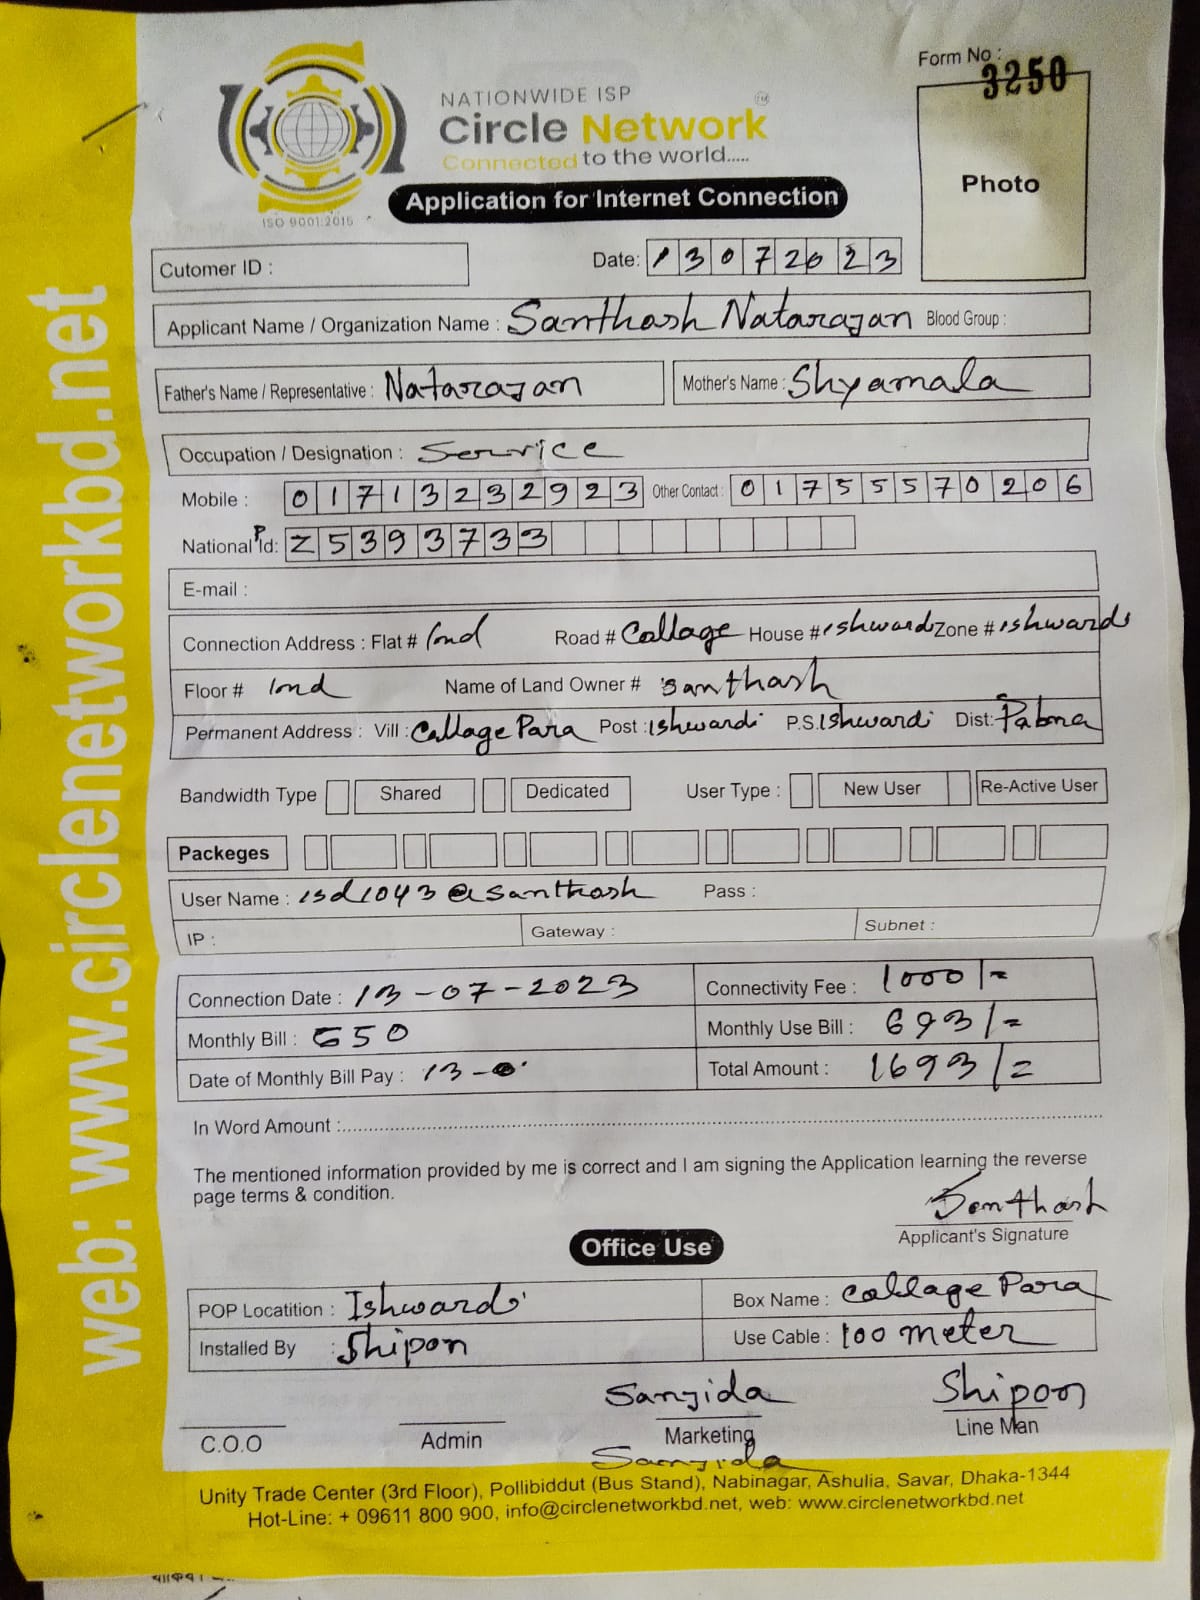 Form No :
3250
NATIONWIDE ISP
Circle Network
TM
Connected to the world.....
ISO 9001:2015
Application for Internet Connection
Photo
Cutomer ID :
Date: 13072023
Applicant Name / Organization Name : Santhosh Natarajan Blood Group :
Father's Name / Representative : Natarajan Mother's Name : Shyamala
Occupation / Designation : Service
Mobile : 01713232923 Other Contact : 01755570206
National Id: P Z5393733
E-mail :
Connection Address : Flat # Road # Callage House # ishwardi Zone # ishwardi
Floor # Name of Land Owner # santhash
Permanent Address : Vill : Callage Para Post : ishwardi P.S. Ishwardi Dist: Pabna
Bandwidth Type Shared Dedicated User Type : New User Re-Active User
Packeges
User Name : isd1043@santhosh Pass :
IP : Gateway : Subnet :
Connection Date : 13-07-2023 Connectivity Fee : 1000/=
Monthly Bill : 650 Monthly Use Bill : 693/=
Date of Monthly Bill Pay : 13- Total Amount : 1693/=
In Word Amount :
The mentioned information provided by me is correct and I am signing the Application learning the reverse
page terms & condition.
Santhosh
Applicant's Signature
Office Use
POP Locatition : Ishwardi Box Name : Callage Para
Installed By : Shipon Use Cable : 100 meter
Sanjida Shipon
C.O.O Admin Marketing Line Man
Sanjida
Unity Trade Center (3rd Floor), Pollibiddut (Bus Stand), Nabinagar, Ashulia, Savar, Dhaka-1344
Hot-Line: + 09611 800 900, info@circlenetworkbd.net, web: www.circlenetworkbd.net
web: www.circlenetworkbd.net